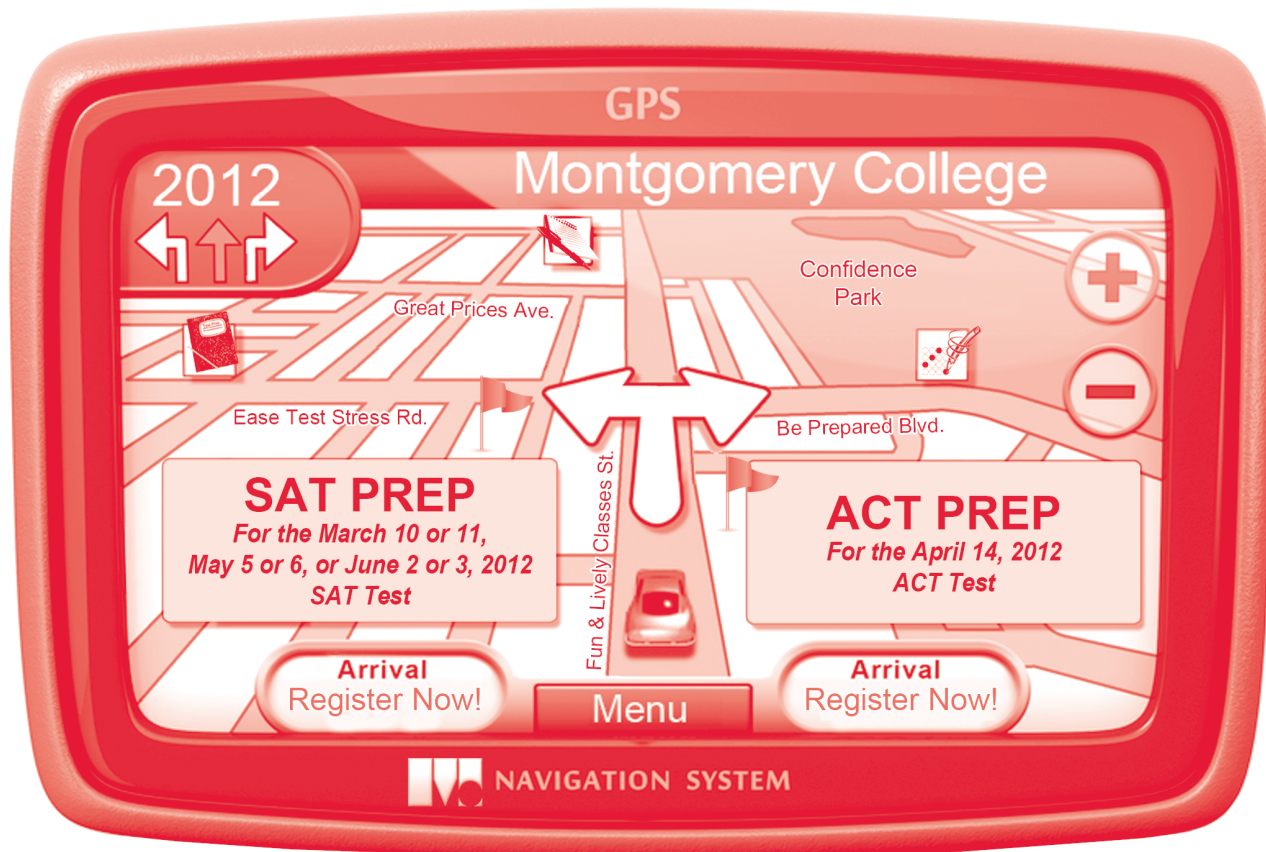 GPS
2012
Montgomery College
Confidence
Park
Great Prices Ave.
Ease Test Stress Rd.
Be Prepared Blvd.
Fun & Lively Classes St.
SAT PREP
For the March 10 or 11,
May 5 or 6, or June 2 or 3, 2012
SAT Test
ACT PREP
For the April 14, 2012
ACT Test
Arrival
Register Now!
Menu
Arrival
Register Now!
NAVIGATION SYSTEM